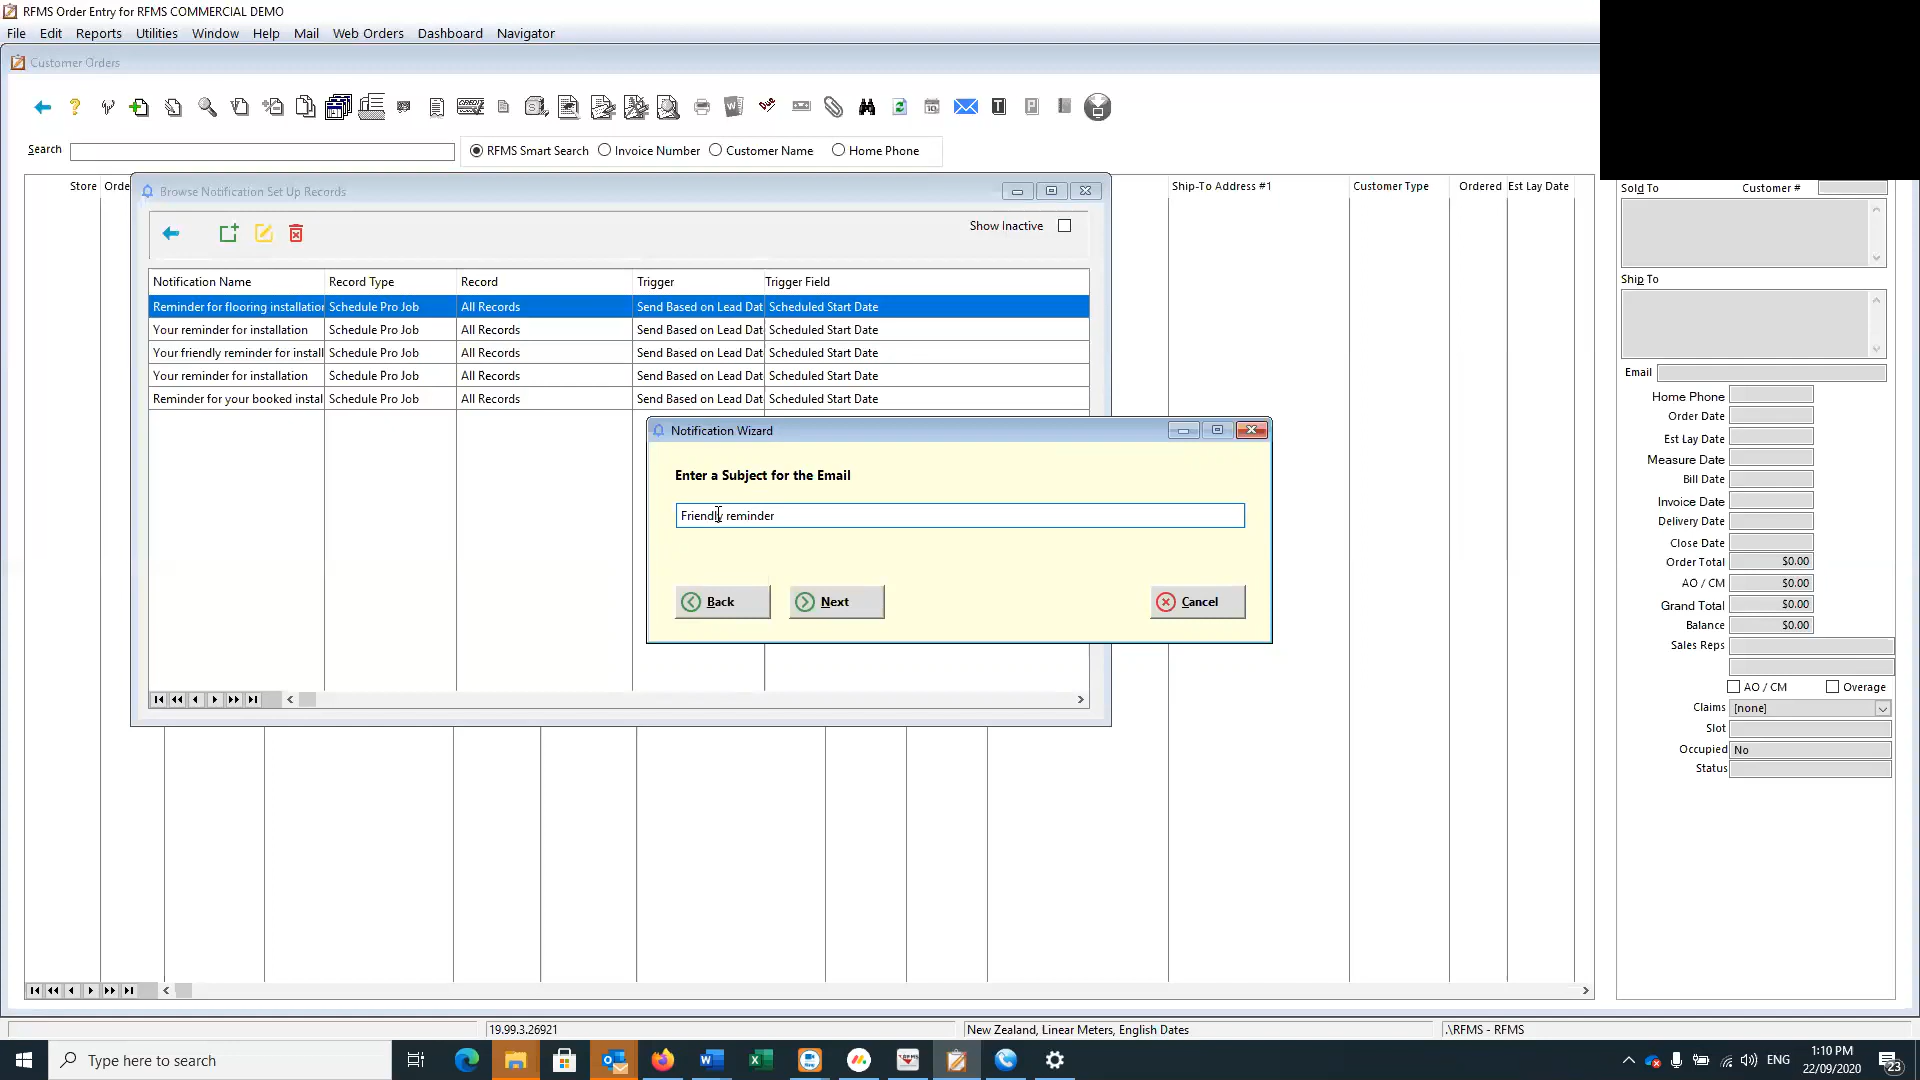 RFMS Order Entry for RFMS COMMERCIAL DEMO
File Edit Reports Utilities Window Help Mail Web Orders Dashboard Navigator
Customer Orders
Search RFMS Smart Search Invoice Number Customer Name Home Phone
Store Orde Ship-To Address #1 Customer Type Ordered Est Lay Date
Browse Notification Set Up Records
Show Inactive
Notification Name Record Type Record Trigger Trigger Field
Reminder for flooring installation Schedule Pro Job All Records Send Based on Lead Dat Scheduled Start Date
Your reminder for installation Schedule Pro Job All Records Send Based on Lead Dat Scheduled Start Date
Your friendly reminder for install Schedule Pro Job All Records Send Based on Lead Dat Scheduled Start Date
Your reminder for installation Schedule Pro Job All Records Send Based on Lead Dat Scheduled Start Date
Reminder for your booked instal Schedule Pro Job All Records Send Based on Lead Dat Scheduled Start Date
Notification Wizard
Enter a Subject for the Email
Friendly reminder
Back Next Cancel
Sold To Customer #
Ship To
Email
Home Phone
Order Date
Est Lay Date
Measure Date
Bill Date
Invoice Date
Delivery Date
Close Date
Order Total $0.00
AO / CM $0.00
Grand Total $0.00
Balance $0.00
Sales Reps
AO / CM Overage
Claims [none]
Slot
Occupied No
Status
19.99.3.26921 New Zealand, Linear Meters, English Dates .\RFMS - RFMS
Type here to search
ENG
1:10 PM
22/09/2020
23